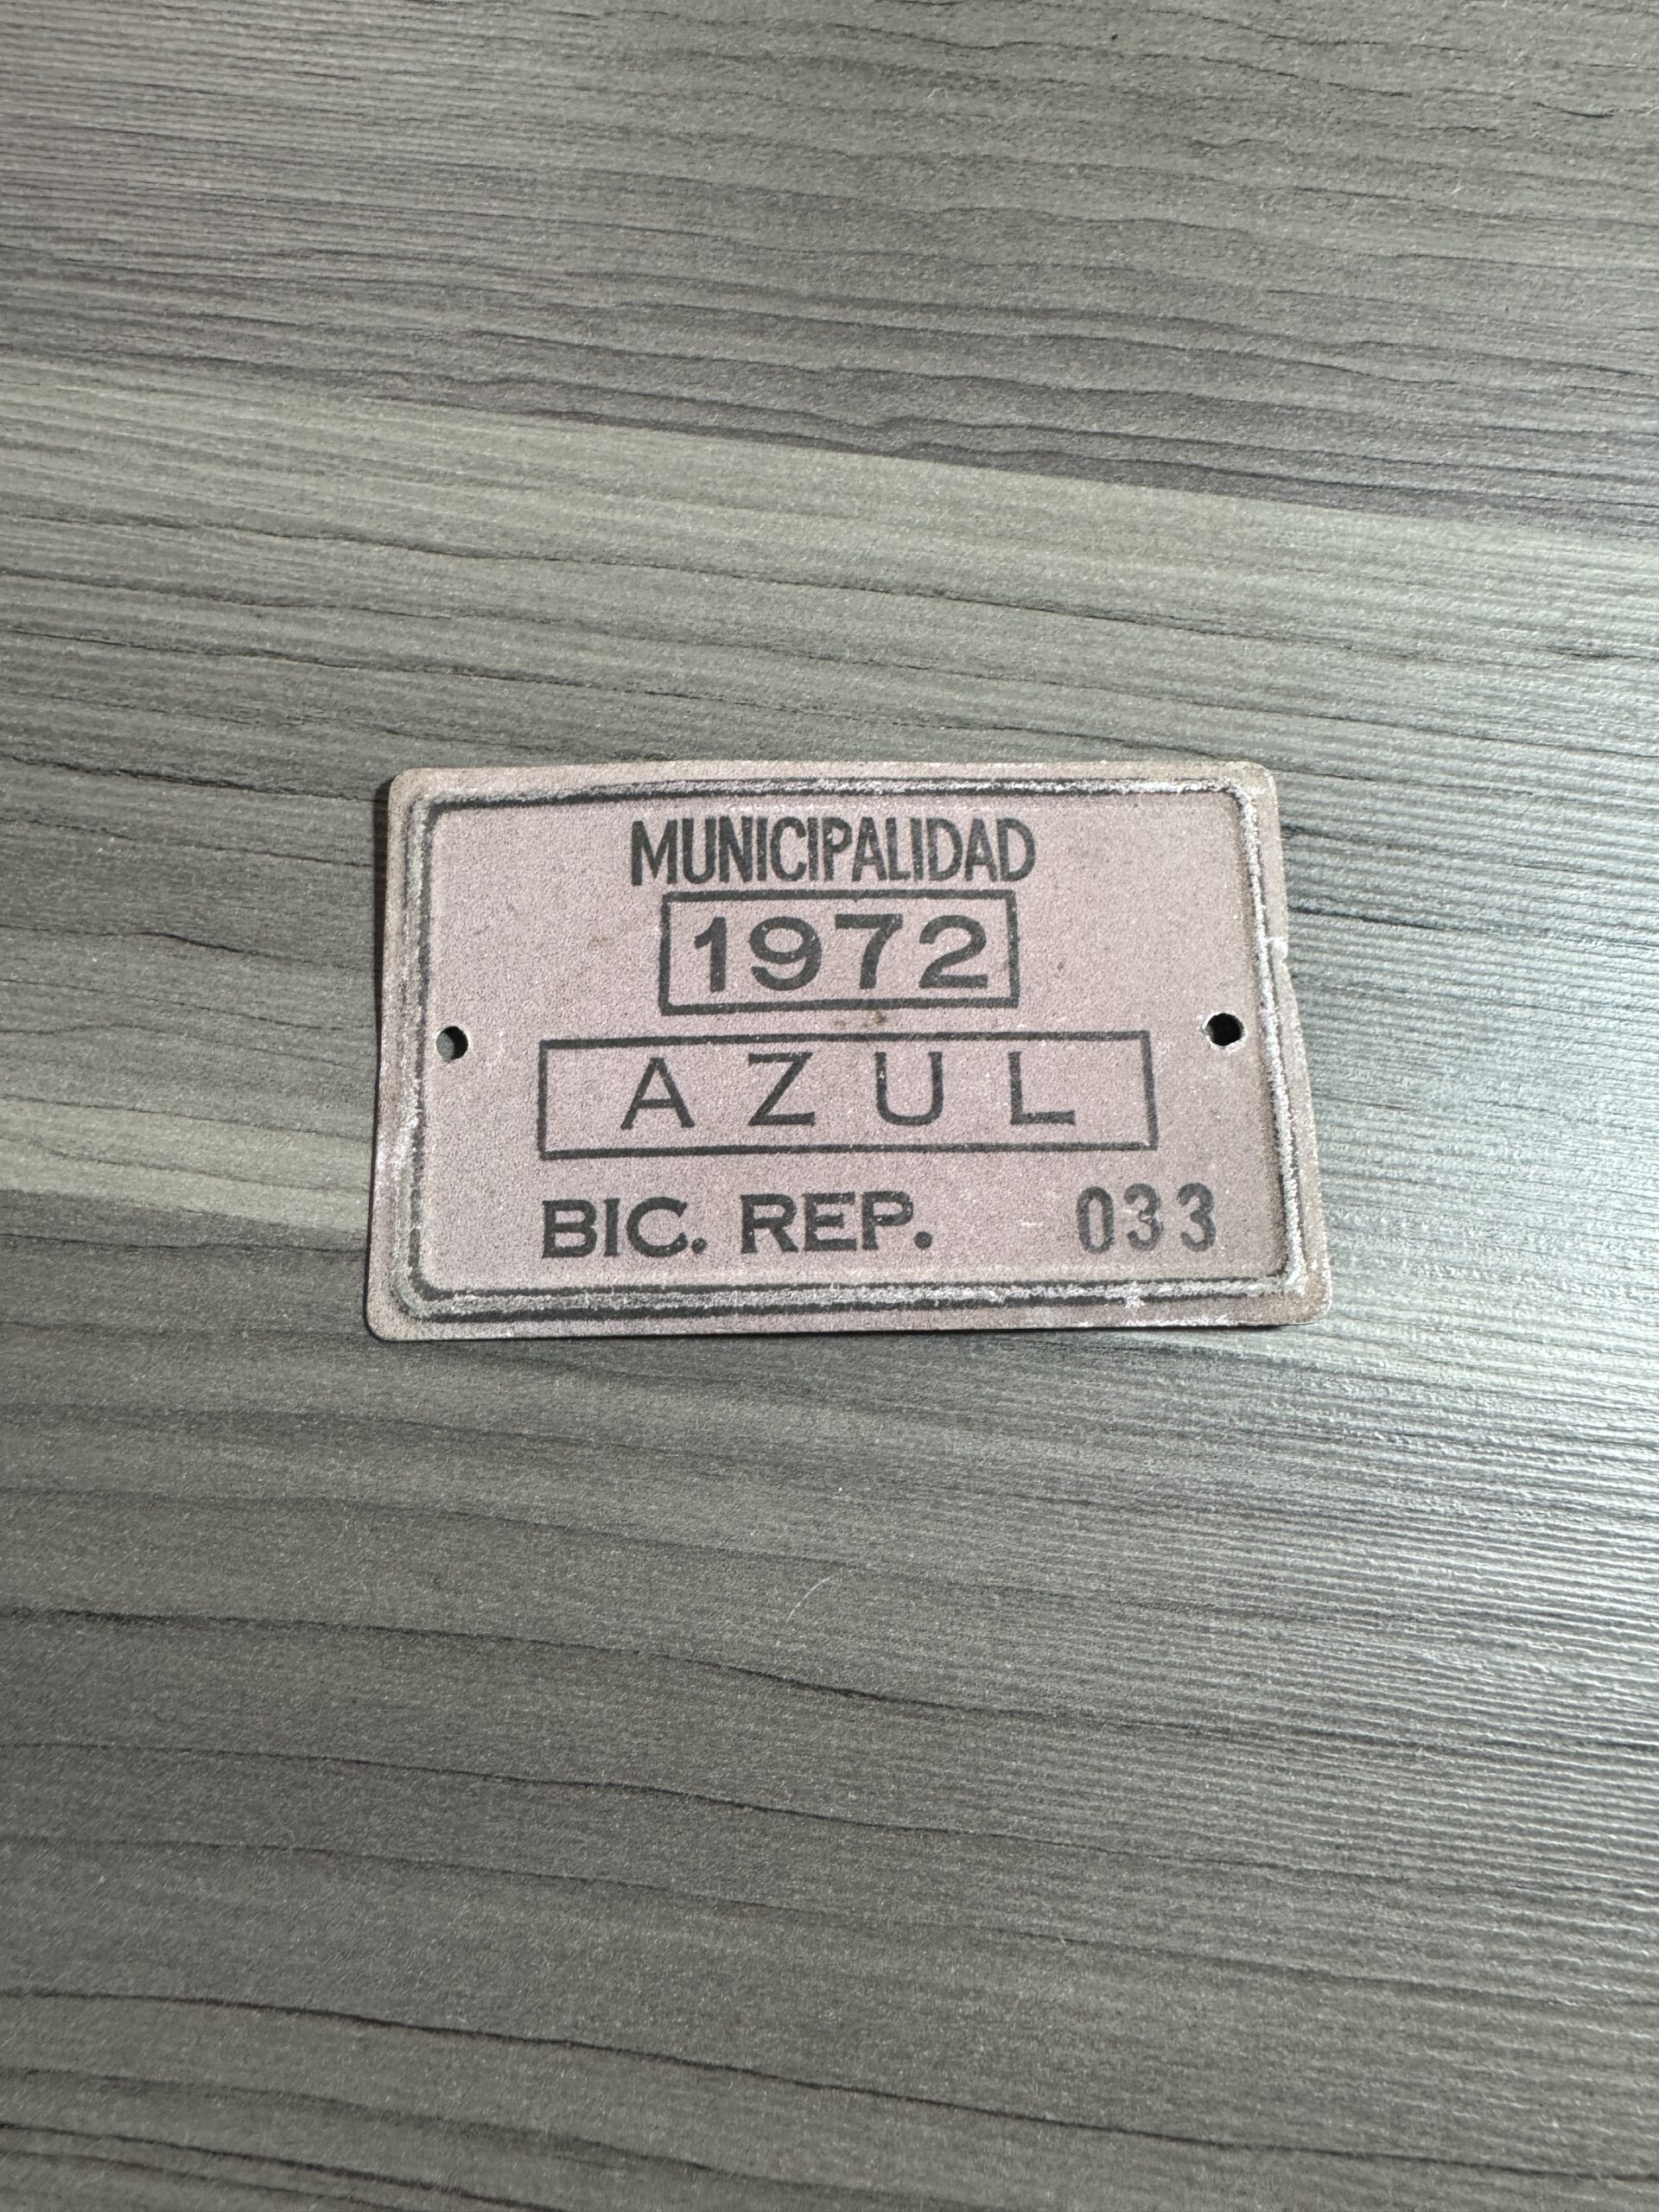 MUNICIPALIDAD
1972
AZUL
BIC. REP. 033